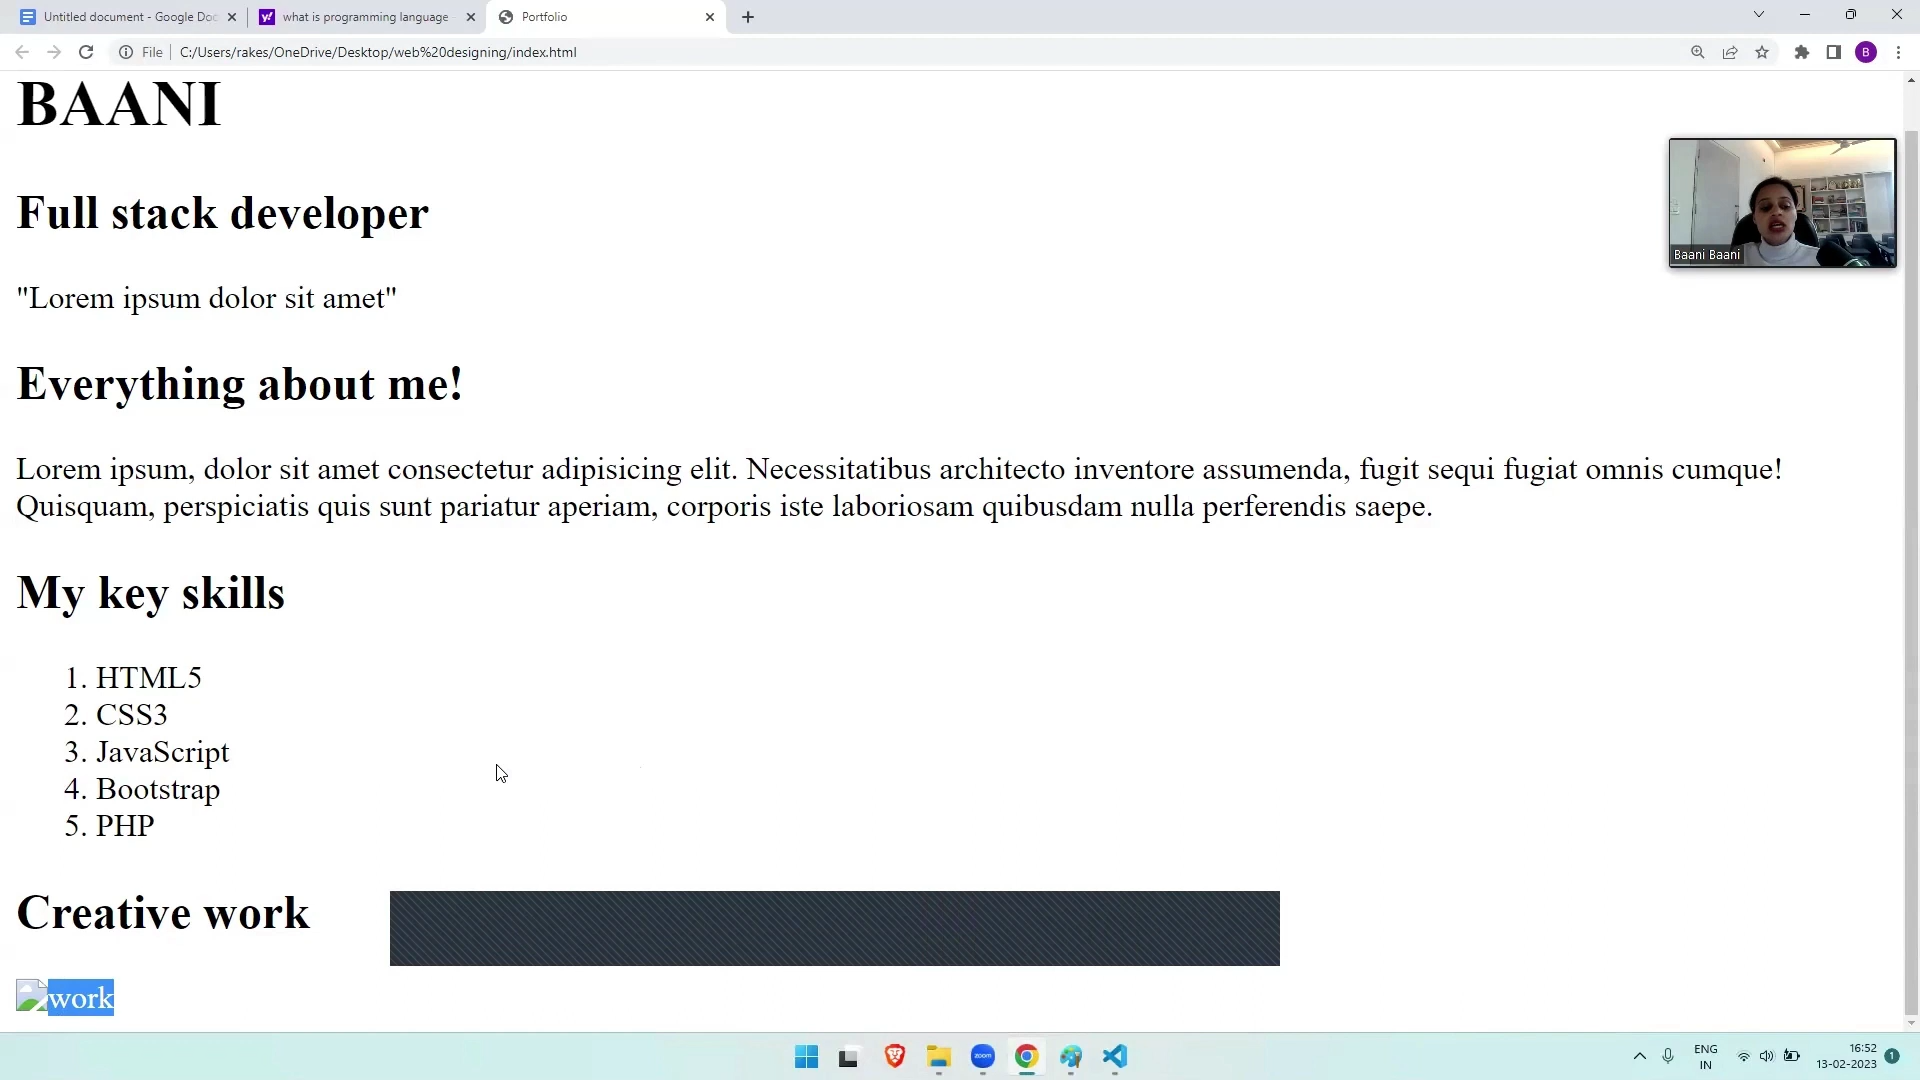 Untitled document - Google Doc
what is programming language
Portfolio
File
C:/Users/rakes/OneDrive/Desktop/web%20designing/index.html
B
BAANI
Baani Baani
Full stack developer
"Lorem ipsum dolor sit amet"
Everything about me!
Lorem ipsum, dolor sit amet consectetur adipisicing elit. Necessitatibus architecto inventore assumenda, fugit sequi fugiat omnis cumque!
Quisquam, perspiciatis quis sunt pariatur aperiam, corporis iste laboriosam quibusdam nulla perferendis saepe.
My key skills
1. HTML5
2. CSS3
3. JavaScript
4. Bootstrap
5. PHP
Creative work
work
zoom
ENG
IN
16:52
13-02-2023
1